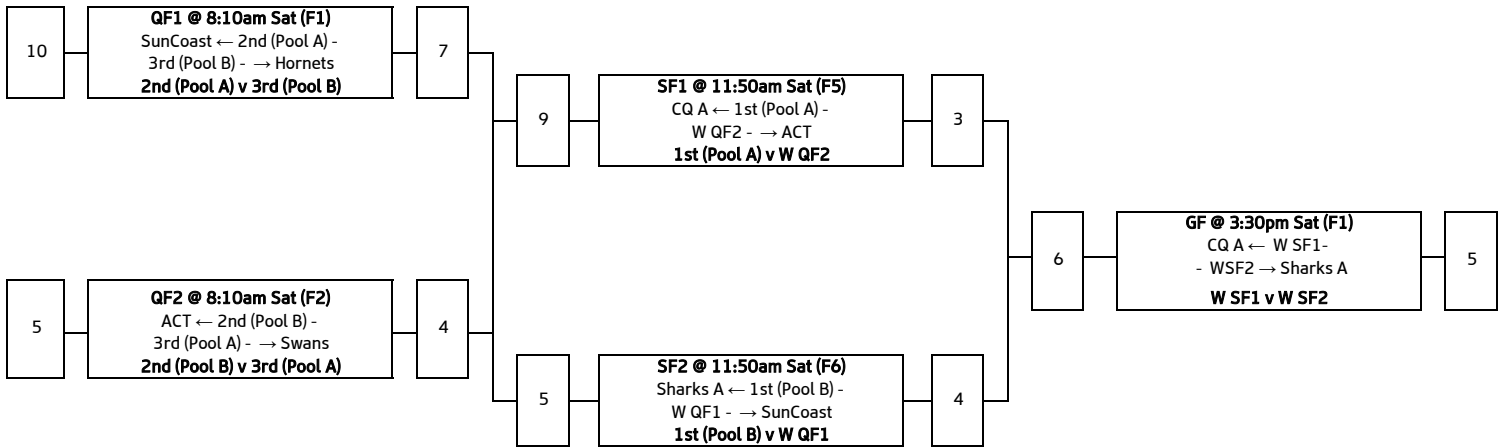 10
QF1 @ 8:10am Sat (F1)
SunCoast ← 2nd (Pool A) -
3rd (Pool B) - → Hornets
2nd (Pool A) v 3rd (Pool B)
7
5
QF2 @ 8:10am Sat (F2)
ACT ← 2nd (Pool B) -
3rd (Pool A) - → Swans
2nd (Pool B) v 3rd (Pool A)
4
9
SF1 @ 11:50am Sat (F5)
CQ A ← 1st (Pool A) -
W QF2 - → ACT
1st (Pool A) v W QF2
3
5
SF2 @ 11:50am Sat (F6)
Sharks A ← 1st (Pool B) -
W QF1 - → SunCoast
1st (Pool B) v W QF1
4
6
GF @ 3:30pm Sat (F1)
CQ A ← W SF1-
- WSF2 → Sharks A
W SF1 v W SF2
5